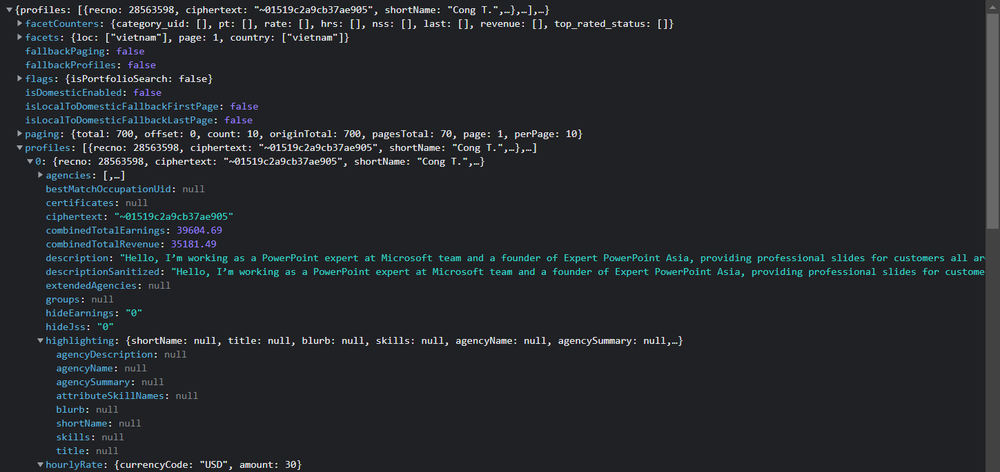 {profiles: [{recno: 28563598, ciphertext: "~01519c2a9cb37ae905", shortName: "Cong T.",…},…],…}
facetCounters: {category_uid: [], pt: [], rate: [], hrs: [], nss: [], last: [], revenue: [], top_rated_status: []}
facets: {loc: ["vietnam"], page: 1, country: ["vietnam"]}
fallbackPaging: false
fallbackProfiles: false
flags: {isPortfolioSearch: false}
isDomesticEnabled: false
isLocalToDomesticFallbackFirstPage: false
isLocalToDomesticFallbackLastPage: false
paging: {total: 700, offset: 0, count: 10, originTotal: 700, pagesTotal: 70, page: 1, perPage: 10}
profiles: [{recno: 28563598, ciphertext: "~01519c2a9cb37ae905", shortName: "Cong T.",…},…]
0: {recno: 28563598, ciphertext: "~01519c2a9cb37ae905", shortName: "Cong T.",…}
agencies: [,…]
bestMatchOccupationUid: null
certificates: null
ciphertext: "~01519c2a9cb37ae905"
combinedTotalEarnings: 39604.69
combinedTotalRevenue: 35181.49
description: "Hello, I’m working as a PowerPoint expert at Microsoft team and a founder of Expert PowerPoint Asia, providing professional slides for customers all ar
descriptionSanitized: "Hello, I’m working as a PowerPoint expert at Microsoft team and a founder of Expert PowerPoint Asia, providing professional slides for custome
extendedAgencies: null
groups: null
hideEarnings: "0"
hideJss: "0"
highlighting: {shortName: null, title: null, blurb: null, skills: null, agencyName: null, agencySummary: null,…}
agencyDescription: null
agencyName: null
agencySummary: null
attributeSkillNames: null
blurb: null
shortName: null
skills: null
title: null
hourlyRate: {currencyCode: "USD", amount: 30}